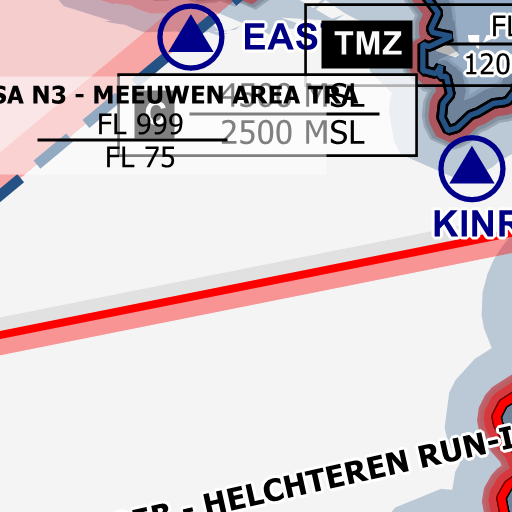 EAS
TMZ
FL
120
SA N3 - MEEUWEN AREA TRA
C
4500 MSL
FL 999
2500 MSL
FL 75
KINR
ER - HELCHTEREN RUN-I